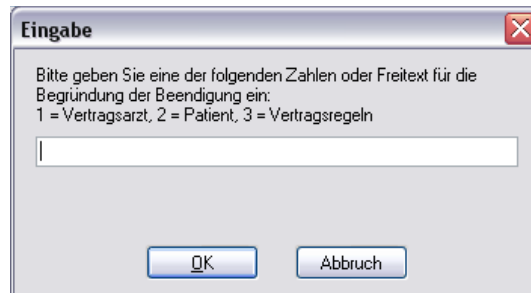 Eingabe
Bitte geben Sie eine der folgenden Zahlen oder Freitext für die
Begründung der Beendigung ein:
1 = Vertragsarzt, 2 = Patient, 3 = Vertragsregeln
OK
Abbruch